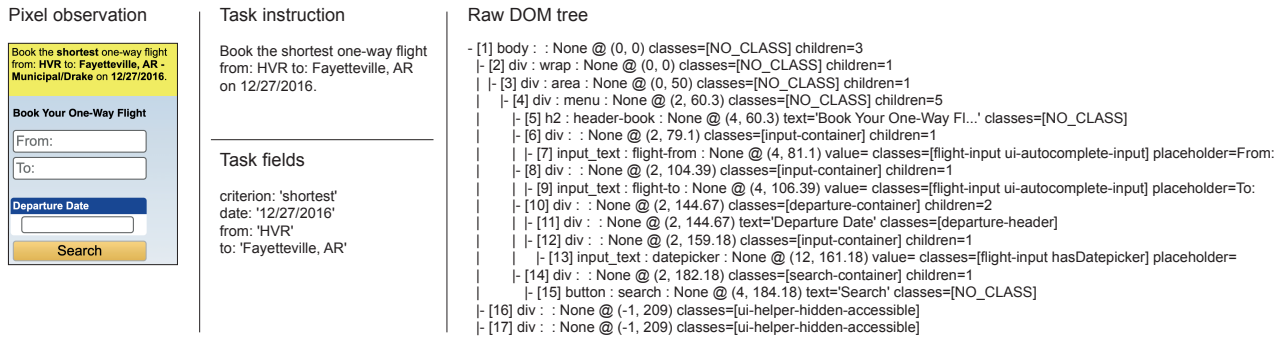 Pixel observation
Book the shortest one-way flight
from: HVR to: Fayetteville, AR -
Municipal/Drake on 12/27/2016.
Book Your One-Way Flight
From:
To:
Departure Date
Search
Task instruction
Book the shortest one-way flight
from: HVR to: Fayetteville, AR
on 12/27/2016.
Task fields
criterion: 'shortest'
date: '12/27/2016'
from: 'HVR'
to: 'Fayetteville, AR'
Raw DOM tree
- [1] body : : None @ (0, 0) classes=[NO_CLASS] children=3
|- [2] div : wrap : None @ (0, 0) classes=[NO_CLASS] children=1
| |- [3] div : area : None @ (0, 50) classes=[NO_CLASS] children=1
| |- [4] div : menu : None @ (2, 60.3) classes=[NO_CLASS] children=5
| |- [5] h2 : header-book : None @ (4, 60.3) text='Book Your One-Way Fl...' classes=[NO_CLASS]
| |- [6] div : : None @ (2, 79.1) classes=[input-container] children=1
| | |- [7] input_text : flight-from : None @ (4, 81.1) value= classes=[flight-input ui-autocomplete-input] placeholder=From:
| |- [8] div : : None @ (2, 104.39) classes=[input-container] children=1
| | |- [9] input_text : flight-to : None @ (4, 106.39) value= classes=[flight-input ui-autocomplete-input] placeholder=To:
| |- [10] div : : None @ (2, 144.67) classes=[departure-container] children=2
| | |- [11] div : : None @ (2, 144.67) text='Departure Date' classes=[departure-header]
| | |- [12] div : : None @ (2, 159.18) classes=[input-container] children=1
| | |- [13] input_text : datepicker : None @ (12, 161.18) value= classes=[flight-input hasDatepicker] placeholder=
| |- [14] div : : None @ (2, 182.18) classes=[search-container] children=1
| |- [15] button : search : None @ (4, 184.18) text='Search' classes=[NO_CLASS]
|- [16] div : : None @ (-1, 209) classes=[ui-helper-hidden-accessible]
|- [17] div : : None @ (-1, 209) classes=[ui-helper-hidden-accessible]